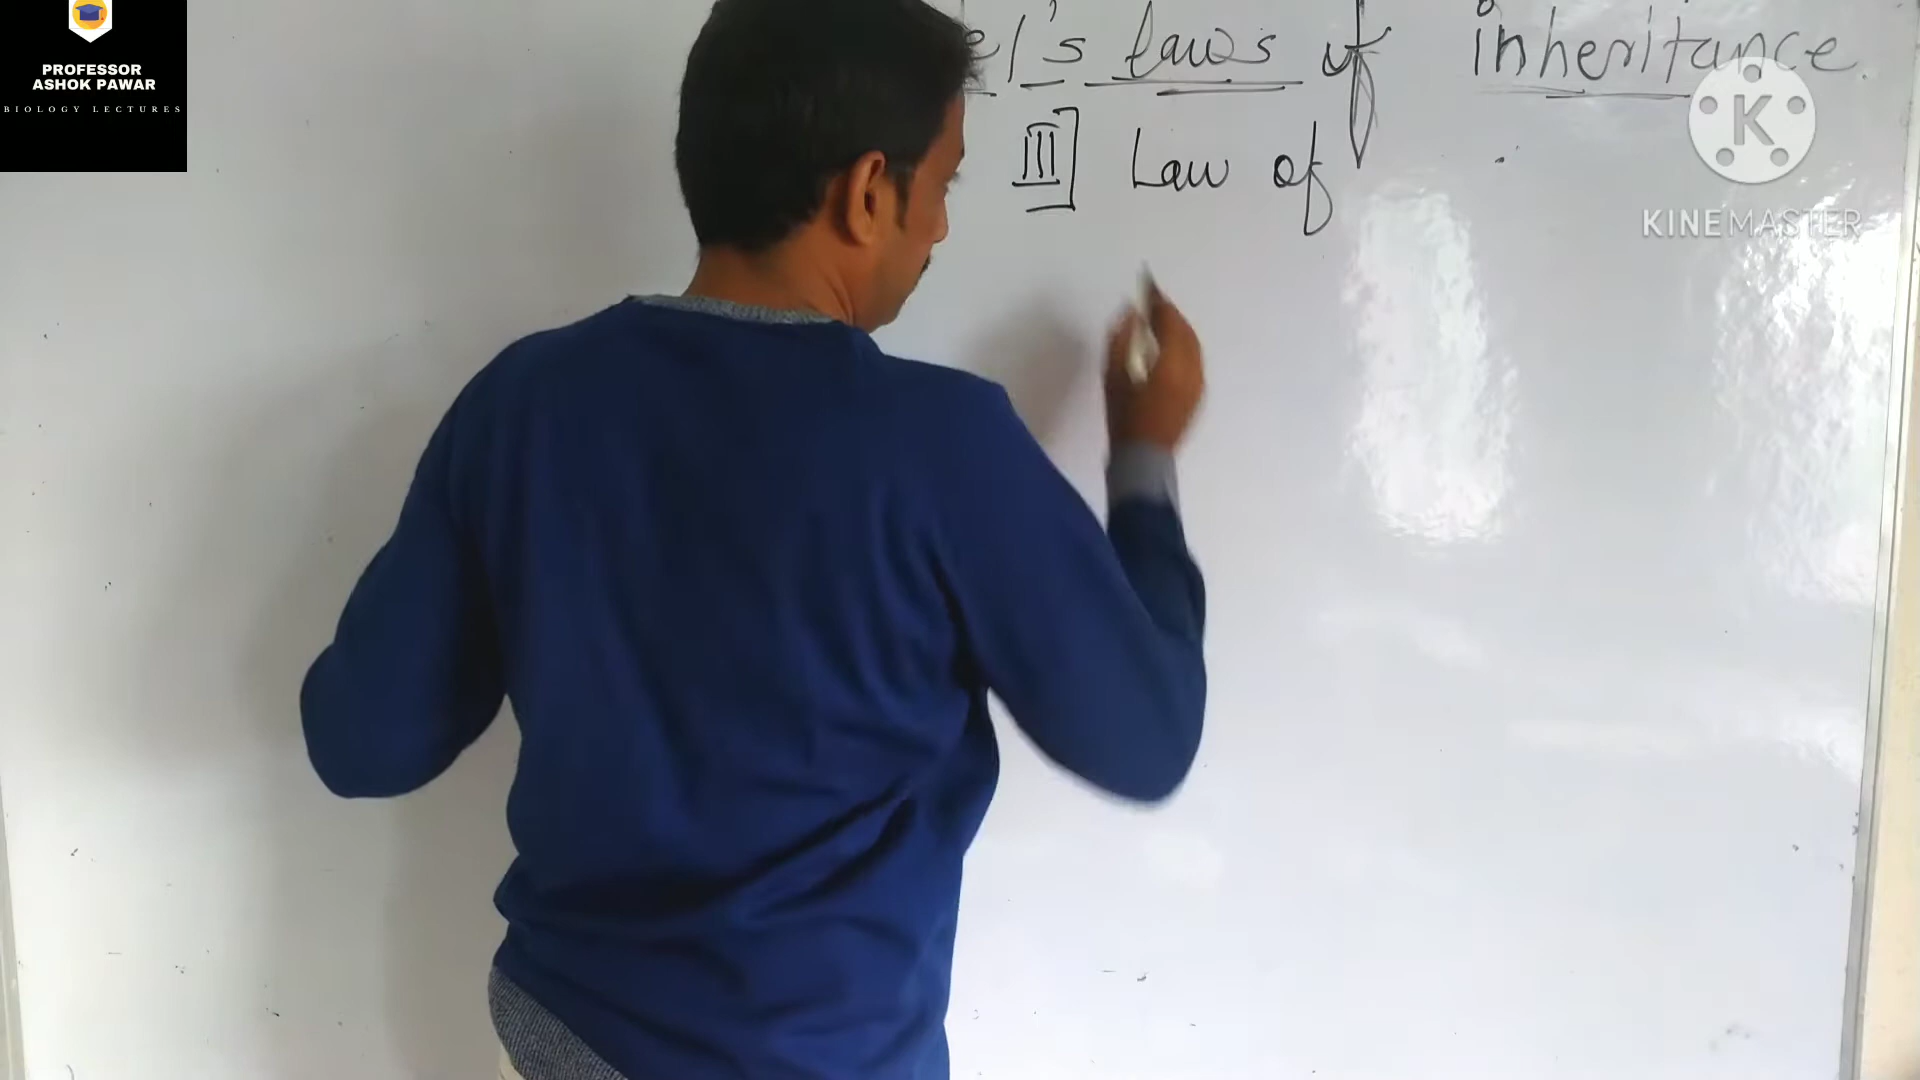 PROFESSOR
ASHOK PAWAR
BIOLOGY LECTURES
el's laws of inheritance.
III] Law of
K
KINEMASTER